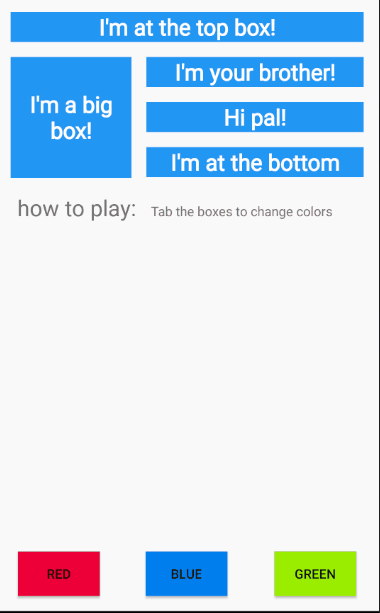 I'm at the top box!
I'm a big
box!
I'm your brother!
Hi pal!
I'm at the bottom
how to play: Tab the boxes to change colors
RED BLUE GREEN